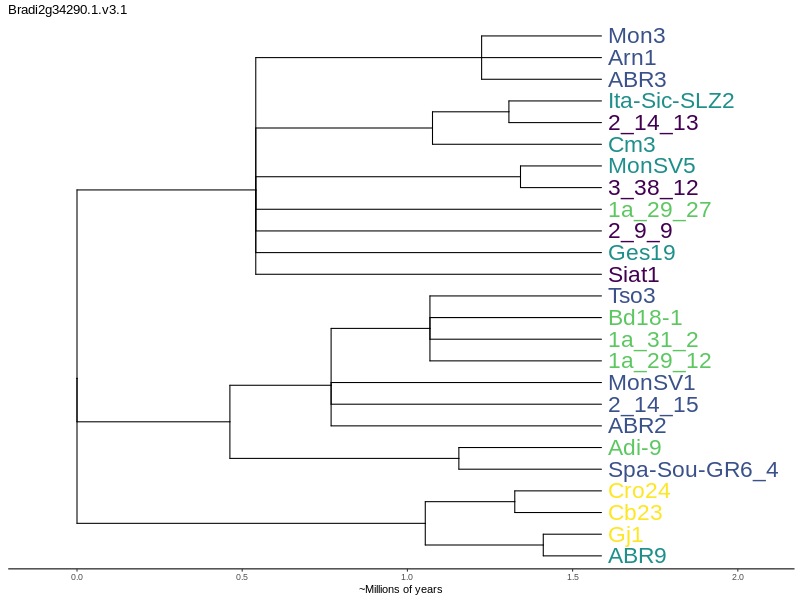 Bradi2g34290.1.v3.1
Mon3
Arn1
ABR3
Ita-Sic-SLZ2
2_14_13
Cm3
MonSV5
3_38_12
1a_29_27
2_9_9
Ges19
Siat1
Tso3
Bd18-1
1a_31_2
1a_29_12
MonSV1
2_14_15
ABR2
Adi-9
Spa-Sou-GR6_4
Cro24
Cb23
Gj1
ABR9
0.0 0.5 1.0 1.5 2.0
~Millions of years